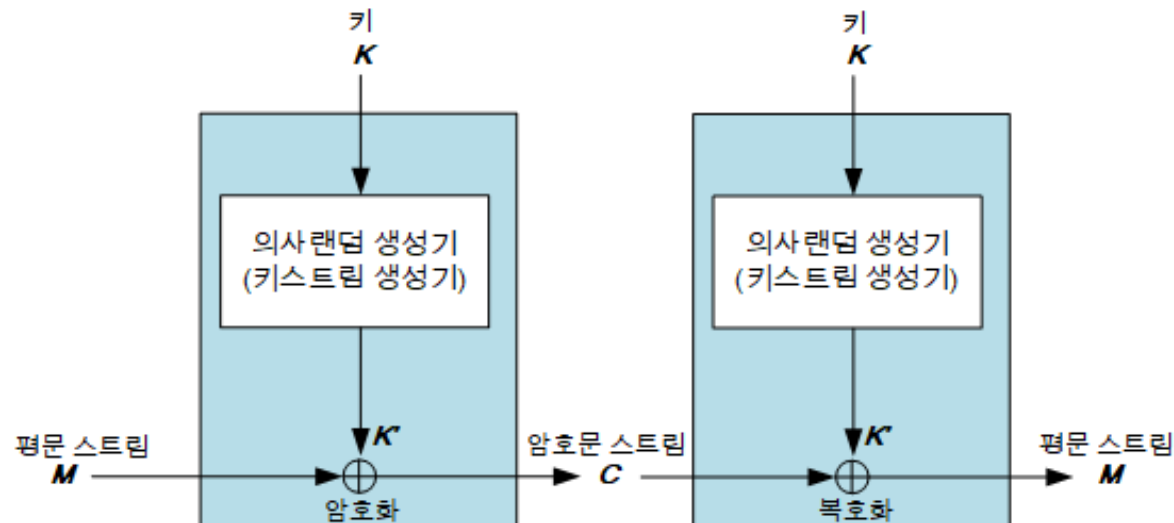 키
K
키
K
의사랜덤 생성기
(키스트림 생성기)
의사랜덤 생성기
(키스트림 생성기)
평문 스트림
M
K'
암호화
암호문 스트림
C
K'
복호화
평문 스트림
M